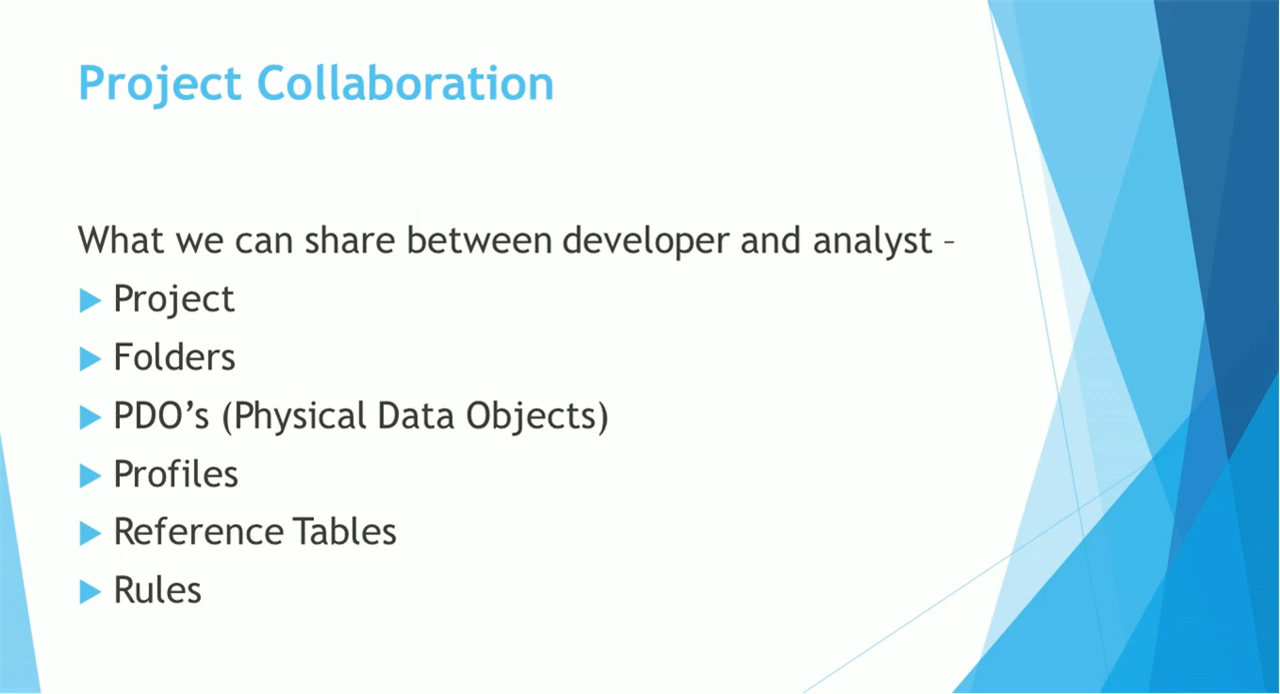 Project Collaboration
What we can share between developer and analyst –
Project
Folders
PDO’s (Physical Data Objects)
Profiles
Reference Tables
Rules